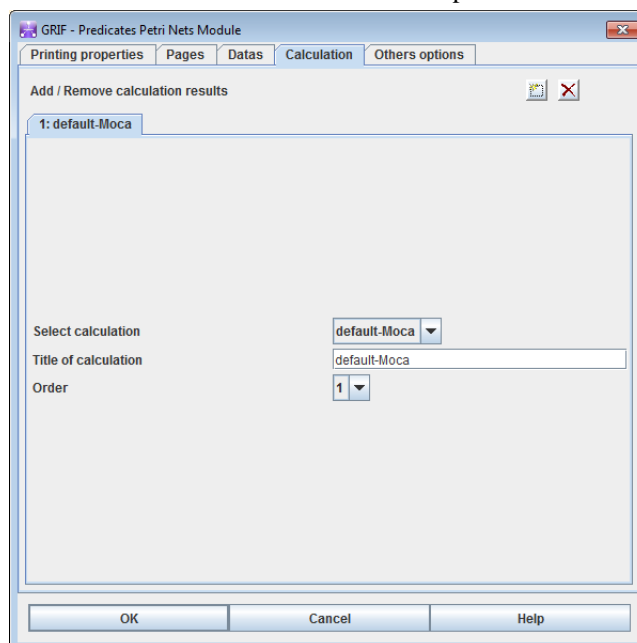 GRIF - Predicates Petri Nets Module
Printing properties Pages Datas Calculation Others options
Add / Remove calculation results
1: default-Moca
Select calculation default-Moca
Title of calculation default-Moca
Order 1
OK Cancel Help